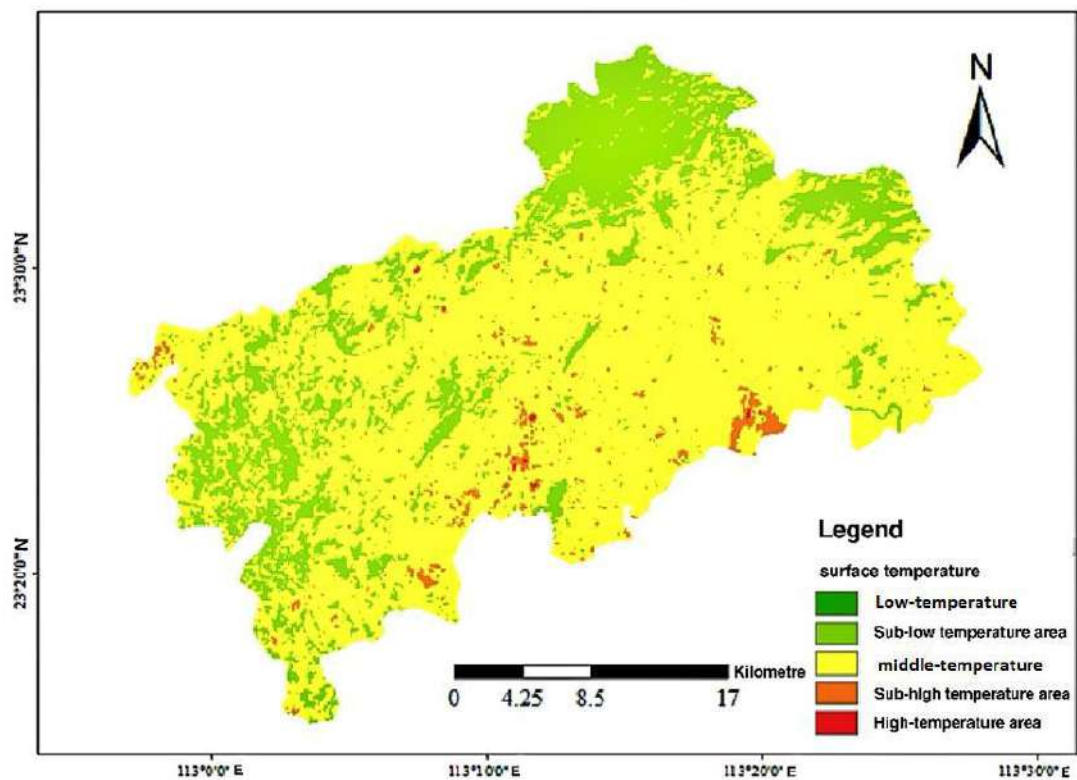 N
23°30'0"N
23°20'0"N
Legend
surface temperature
Low-temperature
Sub-low temperature area
middle-temperature
Sub-high temperature area
High-temperature area
Kilometre
0 4.25 8.5 17
113°0'0" E 113°10'0" E 113°20'0" E 113°30'0" E